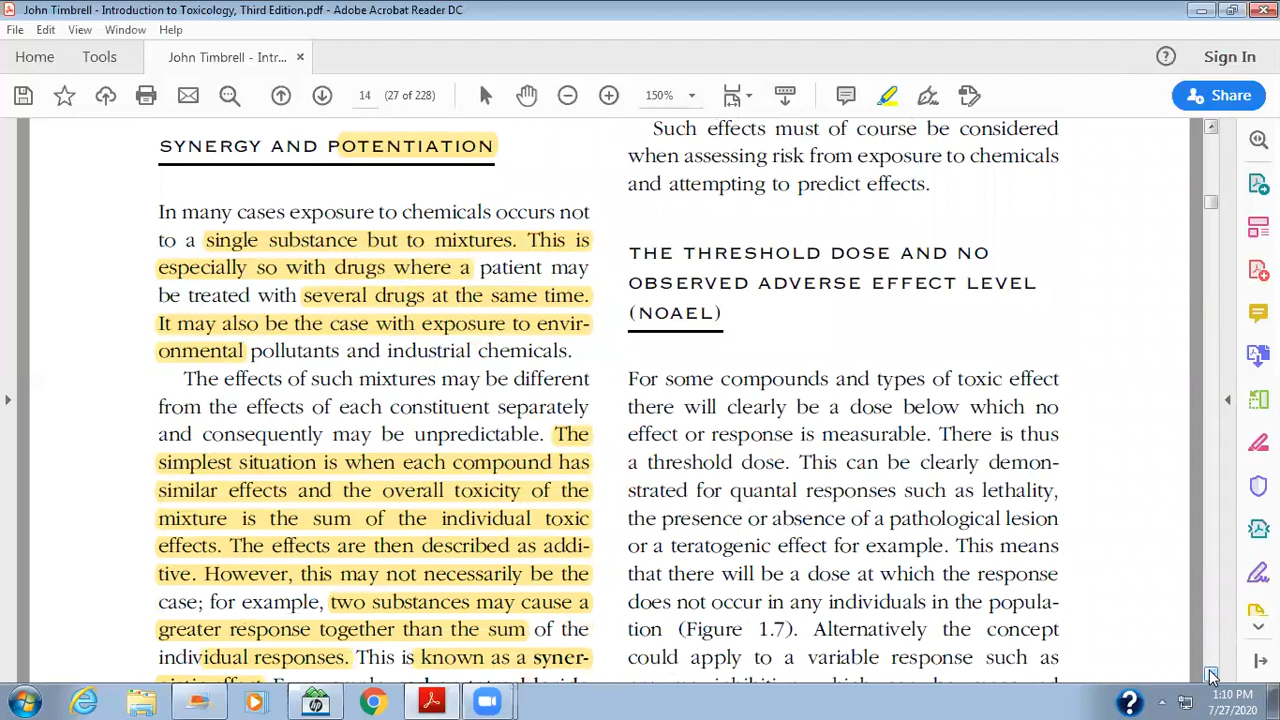 John Timbrell - Introduction to Toxicology, Third Edition.pdf - Adobe Acrobat Reader DC
File Edit View Window Help
Home Tools John Timbrell - Intr... × Sign In
14 (27 of 228) 150% Share
SYNERGY AND POTENTIATION
In many cases exposure to chemicals occurs not
to a single substance but to mixtures. This is
especially so with drugs where a patient may
be treated with several drugs at the same time.
It may also be the case with exposure to envir-
onmental pollutants and industrial chemicals.
The effects of such mixtures may be different
from the effects of each constituent separately
and consequently may be unpredictable. The
simplest situation is when each compound has
similar effects and the overall toxicity of the
mixture is the sum of the individual toxic
effects. The effects are then described as addi-
tive. However, this may not necessarily be the
case; for example, two substances may cause a
greater response together than the sum of the
individual responses. This is known as a syner-
Such effects must of course be considered
when assessing risk from exposure to chemicals
and attempting to predict effects.
THE THRESHOLD DOSE AND NO
OBSERVED ADVERSE EFFECT LEVEL
(NOAEL)
For some compounds and types of toxic effect
there will clearly be a dose below which no
effect or response is measurable. There is thus
a threshold dose. This can be clearly demon-
strated for quantal responses such as lethality,
the presence or absence of a pathological lesion
or a teratogenic effect for example. This means
that there will be a dose at which the response
does not occur in any individuals in the popula-
tion (Figure 1.7). Alternatively the concept
could apply to a variable response such as
1:10 PM
7/27/2020